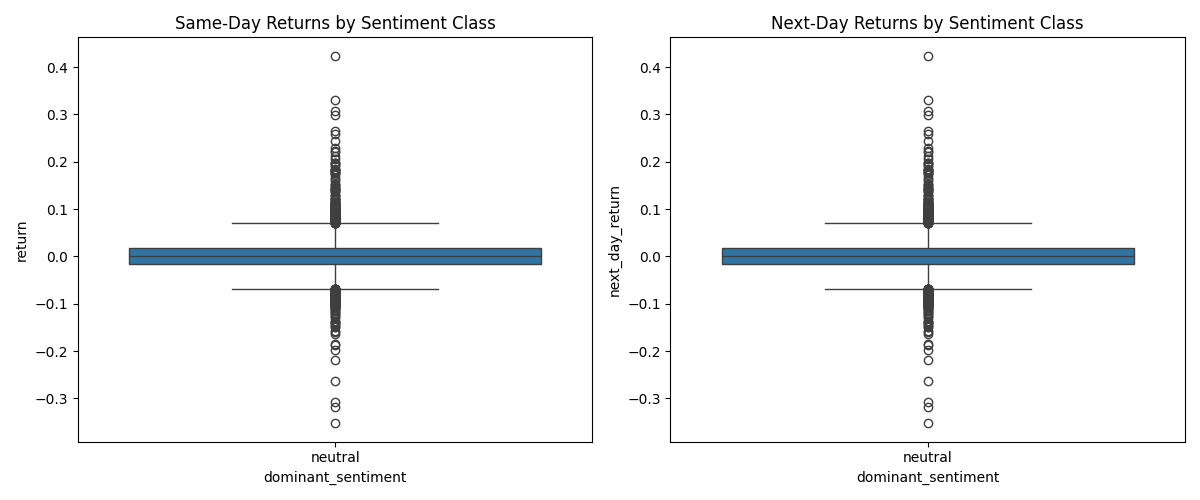 Same-Day Returns by Sentiment Class
0.4
0.3
0.2
0.1
0.0
−0.1
−0.2
−0.3
return
neutral
dominant_sentiment
Next-Day Returns by Sentiment Class
0.4
0.3
0.2
0.1
0.0
−0.1
−0.2
−0.3
next_day_return
neutral
dominant_sentiment